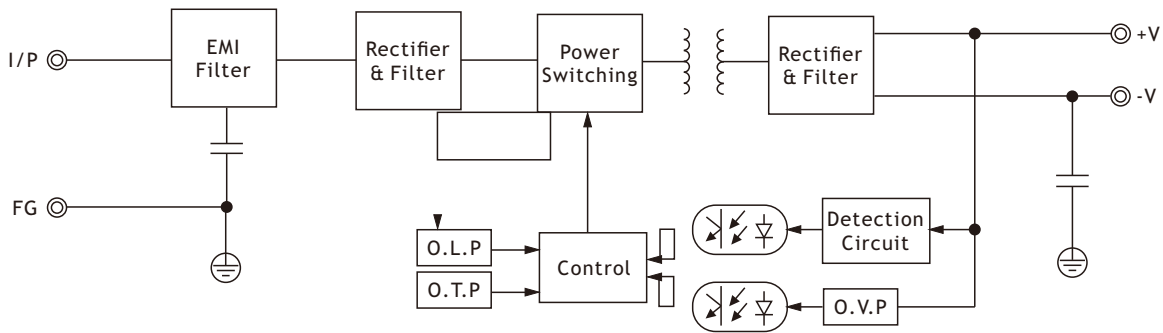 I/P
EMI
Filter
Rectifier
& Filter
Power
Switching
Rectifier
& Filter
+V
-V
FG
O.L.P
O.T.P
Control
Detection
Circuit
O.V.P